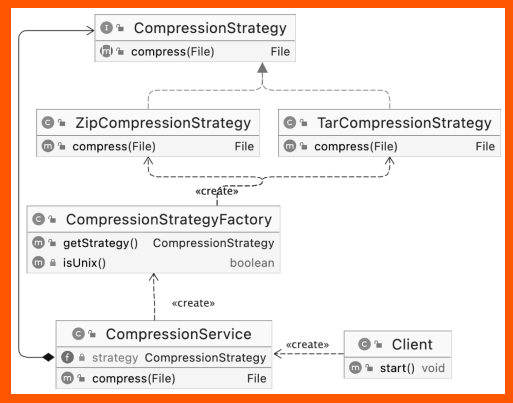 CompressionStrategy
compress(File) File
ZipCompressionStrategy
compress(File) File
TarCompressionStrategy
compress(File) File
«create»
CompressionStrategyFactory
getStrategy() CompressionStrategy
isUnix() boolean
«create»
CompressionService
strategy CompressionStrategy
compress(File) File
«create»
Client
start() void